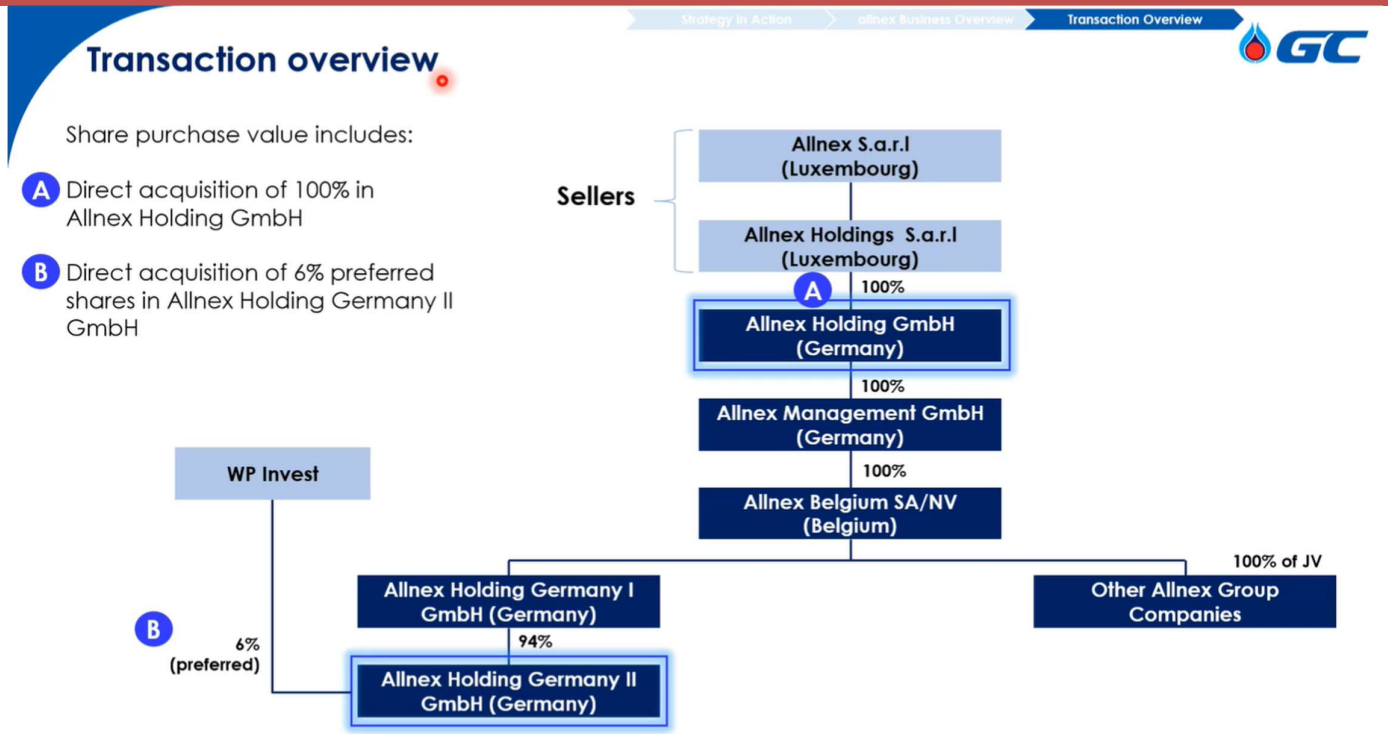 Strategy in Action
allnex Business Overview
Transaction Overview
GC
Transaction overview
Share purchase value includes:
A
Direct acquisition of 100% in
Allnex Holding GmbH
B
Direct acquisition of 6% preferred
shares in Allnex Holding Germany II
GmbH
Sellers
Allnex S.a.r.l
(Luxembourg)
Allnex Holdings S.a.r.l
(Luxembourg)
A
100%
Allnex Holding GmbH
(Germany)
100%
Allnex Management GmbH
(Germany)
100%
Allnex Belgium SA/NV
(Belgium)
WP Invest
B
6%
(preferred)
Allnex Holding Germany I
GmbH (Germany)
94%
Allnex Holding Germany II
GmbH (Germany)
100% of JV
Other Allnex Group
Companies